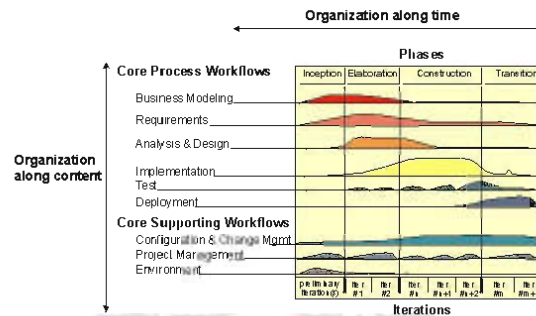 Organization along time
Phases
Core Process Workflows
Inception Elaboration Construction Transition
Business Modeling
Requirements
Analysis & Design
Implementation
Test
Deployment
Organization
along content
Core Supporting Workflows
Configuration & Change Mgmt
Project Management
Environment
preliminary
iteration(s)
Iter.
#1
Iter.
#2
Iter.
#n
Iter.
#n+1
Iter.
#n+2
Iter.
#m
Iter.
Iterations